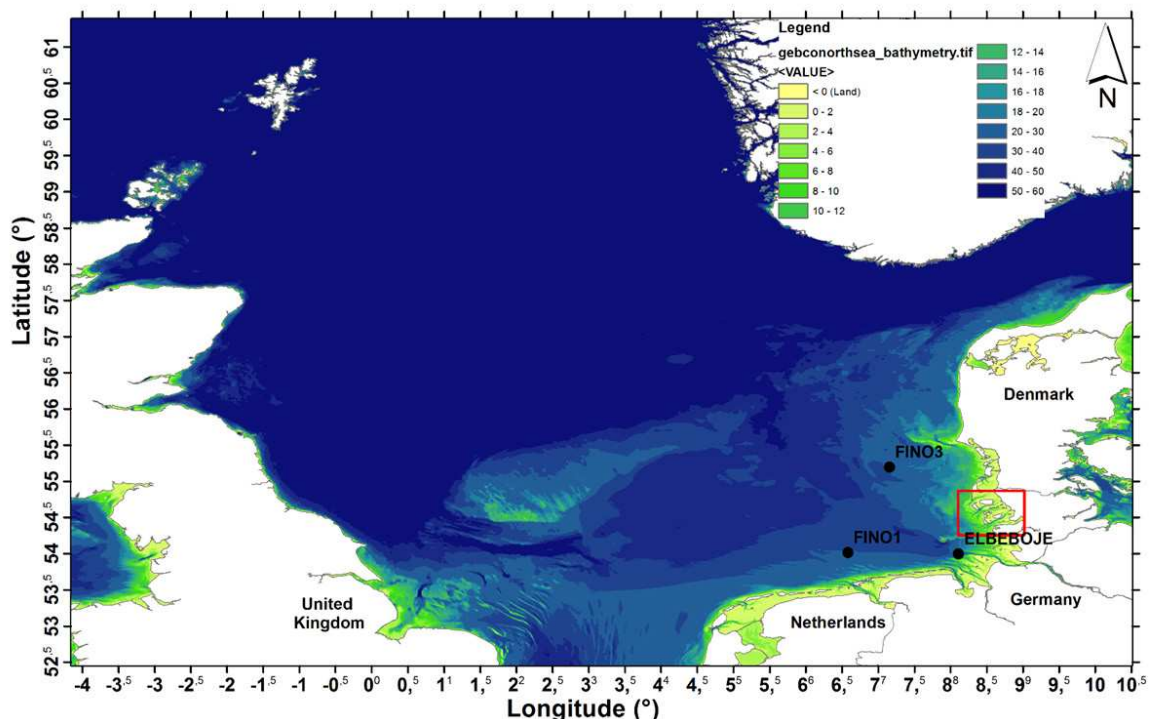 Legend
gebconorthsea_bathymetry.tif
<VALUE>
< 0 (Land)
0 - 2
2 - 4
4 - 6
6 - 8
8 - 10
10 - 12
12 - 14
14 - 16
16 - 18
18 - 20
20 - 30
30 - 40
40 - 50
50 - 60
N
Denmark
FINO3
FINO1
ELBEBOJE
Germany
Netherlands
United
Kingdom
Latitude (°)
61
60,5
60
59,5
59
58,5
58
57,5
57
56,5
56
55,5
55
54,5
54
53,5
53
52,5
-4 -3,5 -3 -2,5 -2 -1,5 -1 -,5 0 0,5 1 1,5 2 2,5 3 3,5 4 4,5 5 5,5 6 6,5 7 7,5 8 8,5 9 9,5 10 10,5
Longitude (°)